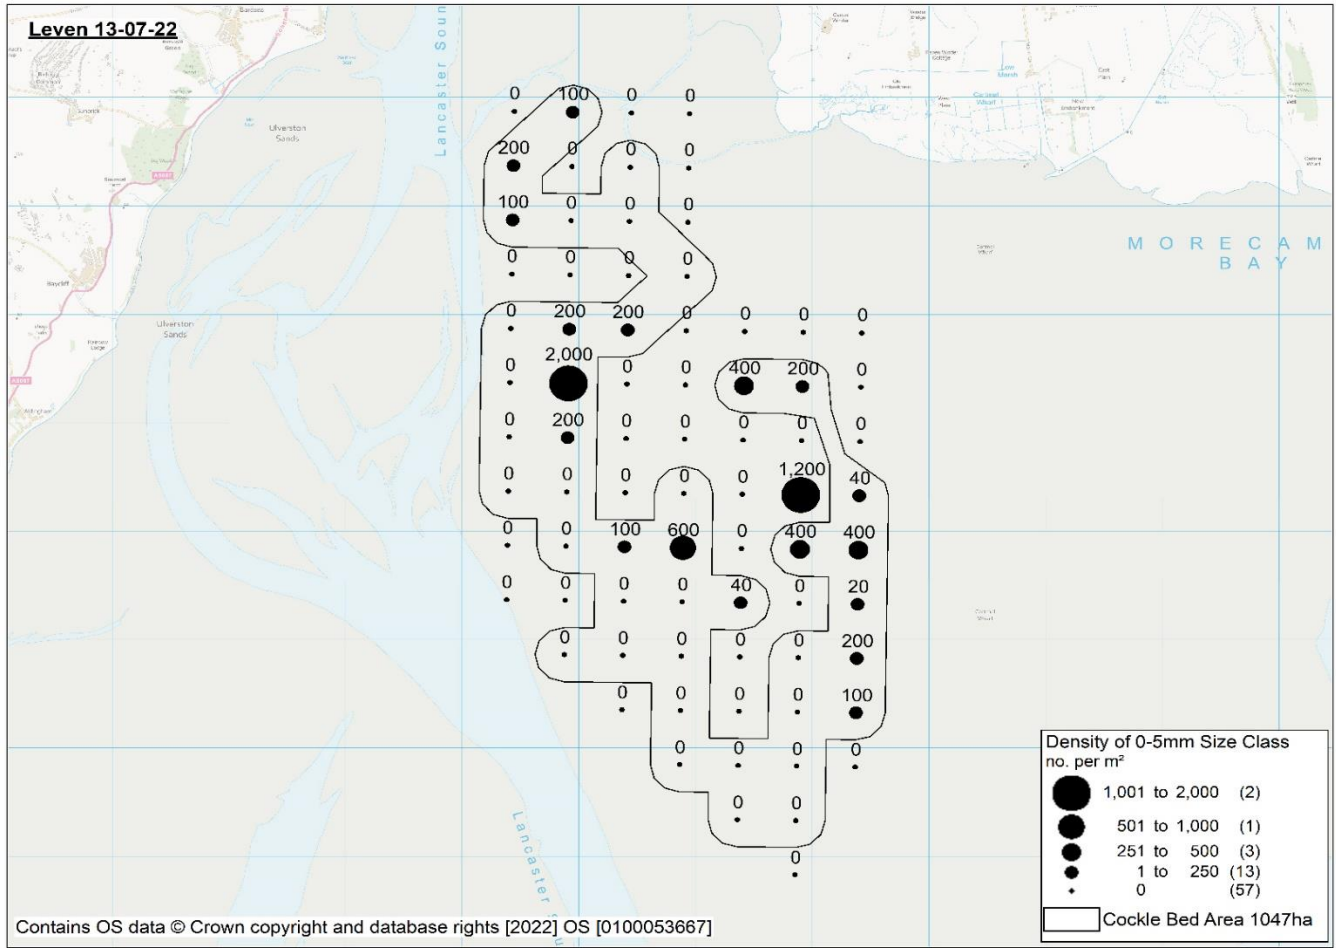 Leven 13-07-22
Lancaster Soun
Ulverston
Sands
0 100 0 0
200 0 0 0
100 0 0 0
MORECAM
BAY
0 0 0 0
Baycliff
0 200 200 0 0 0 0
Ulverston
Sands
0 2,000 0 0 400 200 0
Aldingham
0 200 0 0 0 0 0
0 0 0 0 0 1,200 40
0 0 100 600 0 400 400
0 0 0 0 40 0 20
0 0 0 0 0 200
0 0 0 0 100
0 0 0 0
0 0
0
Lancaster S
Density of 0-5mm Size Class
no. per m²
1,001 to 2,000 (2)
501 to 1,000 (1)
251 to 500 (3)
1 to 250 (13)
0 (57)
Cockle Bed Area 1047ha
Contains OS data © Crown copyright and database rights [2022] OS [0100053667]